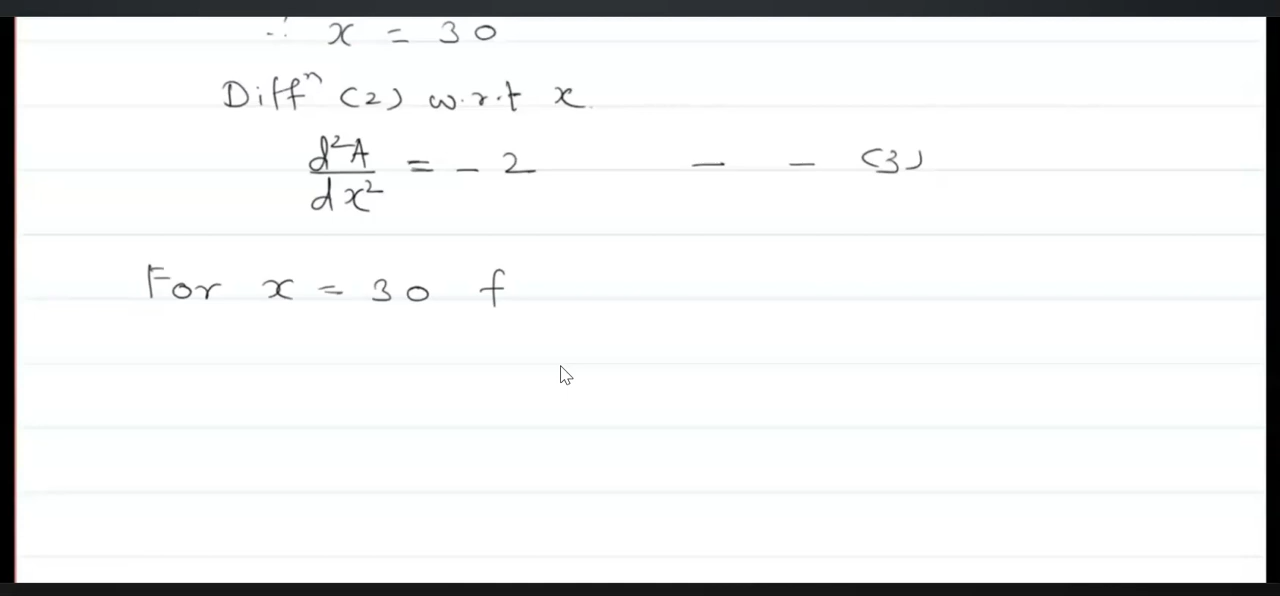 ∴ x = 30
Diffⁿ (2) w.r.t x
d²A/dx² = - 2 - - (3)
For x = 30 f